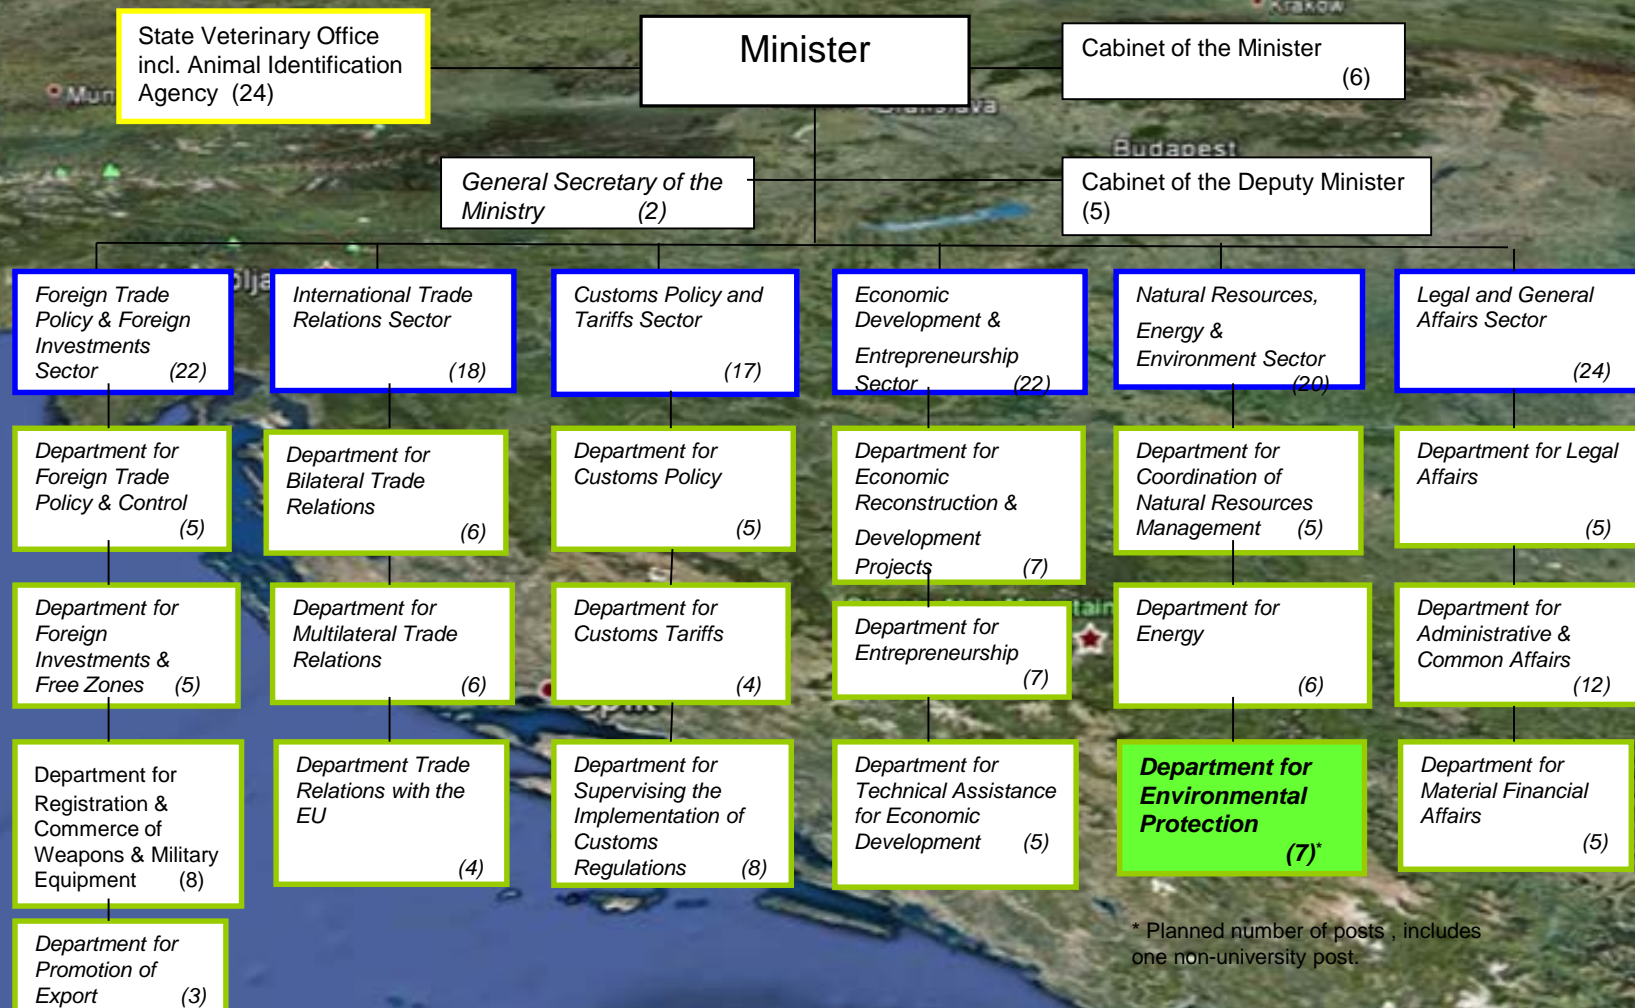 State Veterinary Office
incl. Animal Identification
Agency (24)
Minister
Cabinet of the Minister
(6)
General Secretary of the
Ministry (2)
Cabinet of the Deputy Minister
(5)
Foreign Trade
Policy & Foreign
Investments
Sector (22)
International Trade
Relations Sector
(18)
Customs Policy and
Tariffs Sector
(17)
Economic
Development &
Entrepreneurship
Sector (22)
Natural Resources,
Energy &
Environment Sector
(20)
Legal and General
Affairs Sector
(24)
Department for
Foreign Trade
Policy & Control
(5)
Department for
Bilateral Trade
Relations
(6)
Department for
Customs Policy
(5)
Department for
Economic
Reconstruction &
Development
Projects (7)
Department for
Coordination of
Natural Resources
Management (5)
Department for Legal
Affairs
(5)
Department for
Foreign
Investments &
Free Zones (5)
Department for
Multilateral Trade
Relations
(6)
Department for
Customs Tariffs
(4)
Department for
Entrepreneurship
(7)
Department for
Energy
(6)
Department for
Administrative &
Common Affairs
(12)
Department for
Registration &
Commerce of
Weapons & Military
Equipment (8)
Department Trade
Relations with the
EU
(4)
Department for
Supervising the
Implementation of
Customs
Regulations (8)
Department for
Technical Assistance
for Economic
Development (5)
Department for
Environmental
Protection
(7)*
Department for
Material Financial
Affairs
(5)
Department for
Promotion of
Export (3)
* Planned number of posts , includes
one non-university post.
Krakow
Budapest